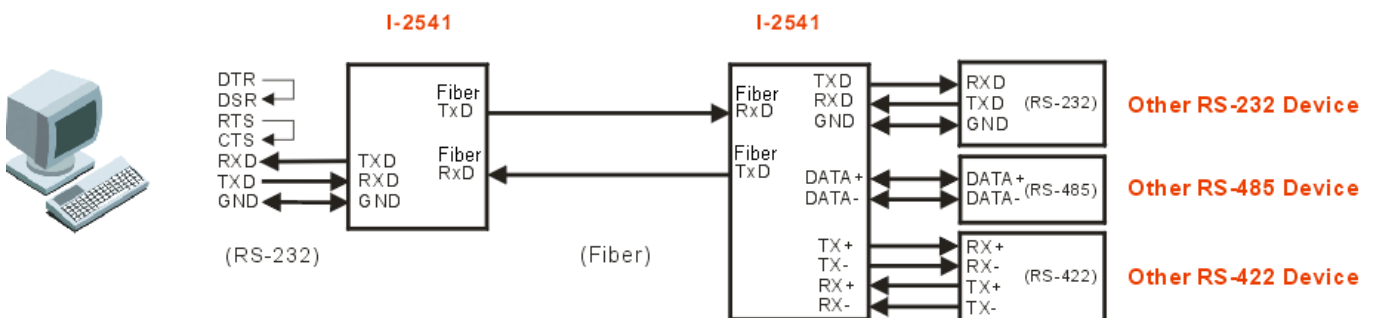 I-2541
I-2541
DTR
DSR
RTS
CTS
RXD
TXD
GND
TXD
RXD
GND
Fiber
TxD
Fiber
RxD
(RS-232)
(Fiber)
Fiber
RxD
Fiber
TxD
TXD
RXD
GND
DATA+
DATA-
TX+
TX-
RX+
RX-
RXD
TXD (RS-232)
GND
Other RS-232 Device
DATA+
DATA- (RS-485)
Other RS-485 Device
RX+
RX- (RS-422)
TX+
TX-
Other RS-422 Device